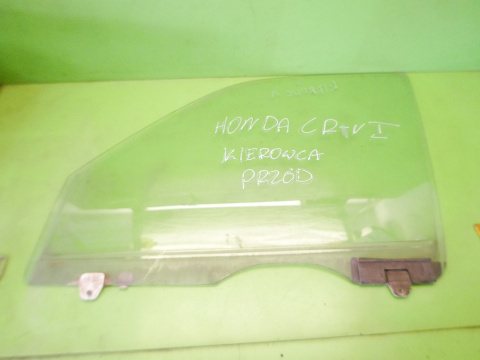 HONDA CR-V I
KIEROWCA
PRZÓD